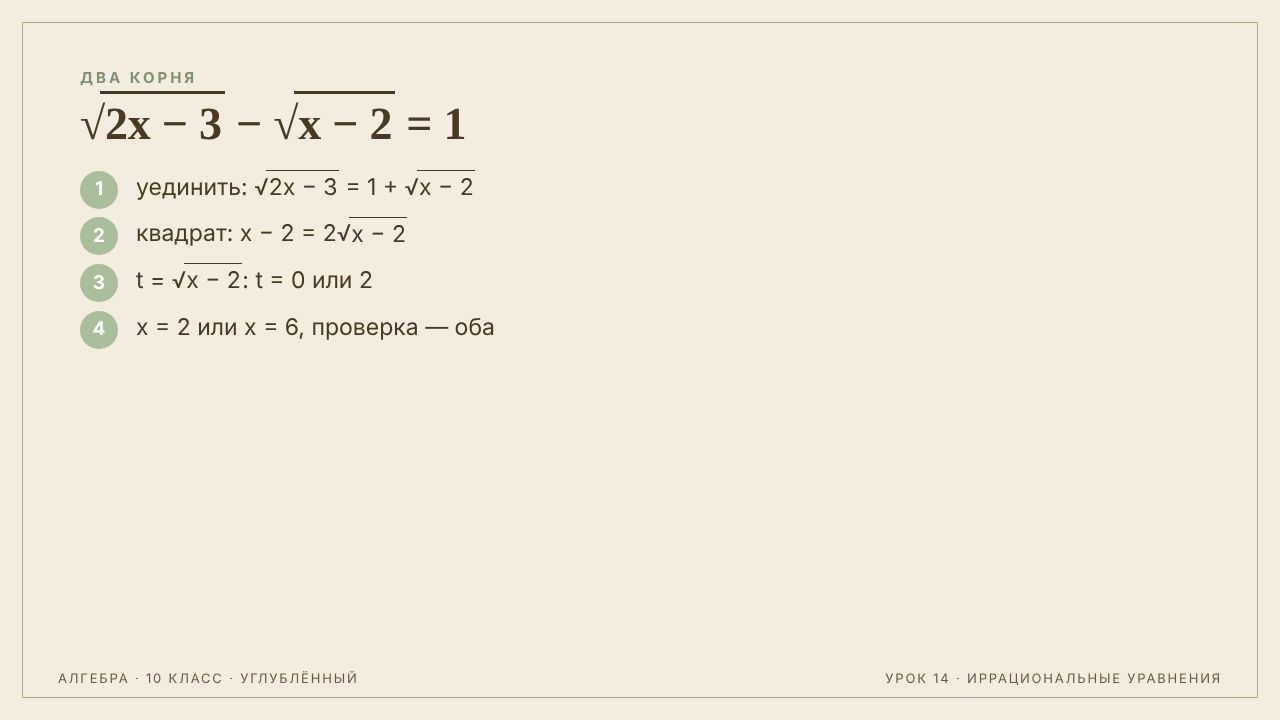 ДВА КОРНЯ
√2x − 3 − √x − 2 = 1
1 уединить: √2x − 3 = 1 + √x − 2
2 квадрат: x − 2 = 2√x − 2
3 t = √x − 2: t = 0 или 2
4 x = 2 или x = 6, проверка — оба
АЛГЕБРА · 10 КЛАСС · УГЛУБЛЁННЫЙ
УРОК 14 · ИРРАЦИОНАЛЬНЫЕ УРАВНЕНИЯ